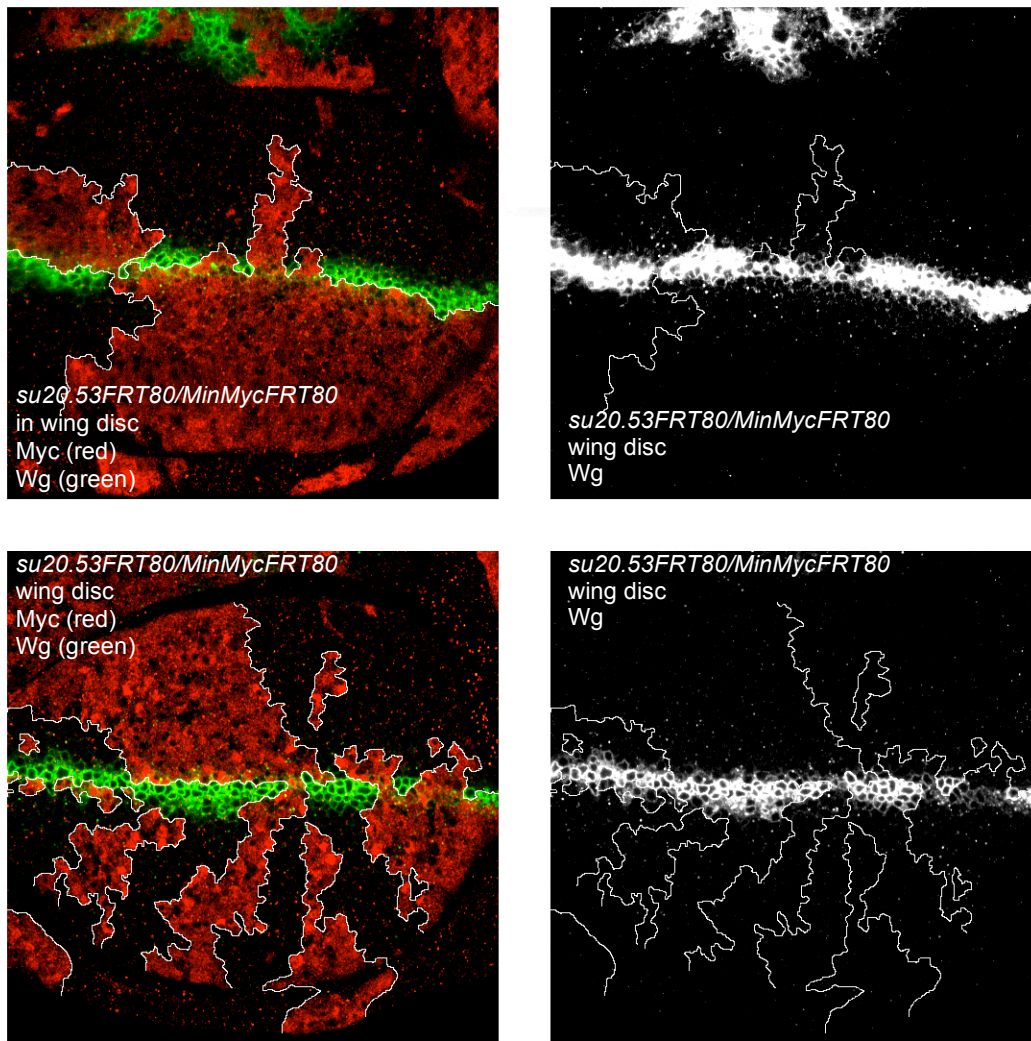 su20.53FRT80/MinMycFRT80
in wing disc
Myc (red)
Wg (green)
su20.53FRT80/MinMycFRT80
wing disc
Wg
su20.53FRT80/MinMycFRT80
wing disc
Myc (red)
Wg (green)
su20.53FRT80/MinMycFRT80
wing disc
Wg